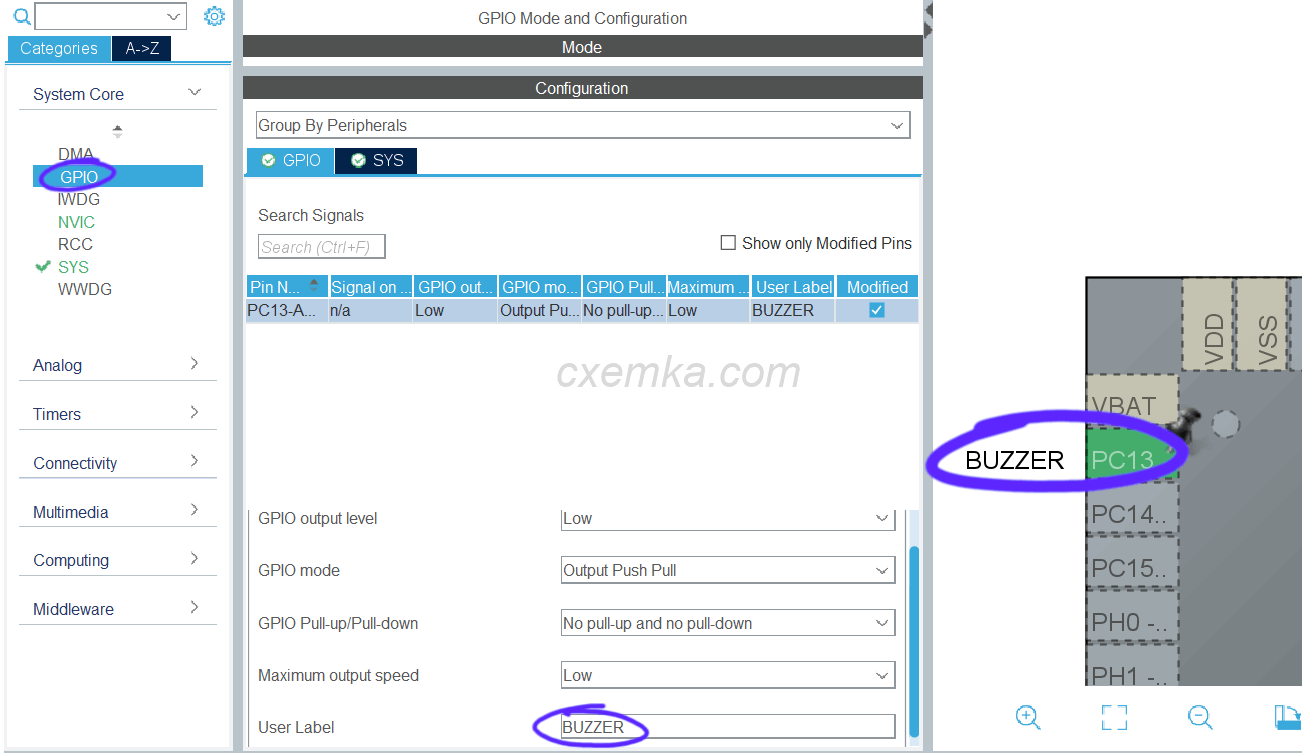 GPIO Mode and Configuration
Mode
Categories A->Z
System Core
Configuration
Group By Peripherals
DMA
GPIO
IWDG
NVIC
RCC
SYS
WWDG
Analog
Timers
Connectivity
Multimedia
Computing
Middleware
GPIO SYS
Search Signals
Search (Ctrl+F)
Show only Modified Pins
Pin N... Signal on ... GPIO out... GPIO mo... GPIO Pull... Maximum ... User Label Modified
PC13-A... n/a Low Output Pu... No pull-up... Low BUZZER
cxemka.com
GPIO output level Low
GPIO mode Output Push Pull
GPIO Pull-up/Pull-down No pull-up and no pull-down
Maximum output speed Low
User Label BUZZER
VDD
VSS
VBAT
BUZZER PC13
PC14..
PC15..
PH0 -..
PH1 -..